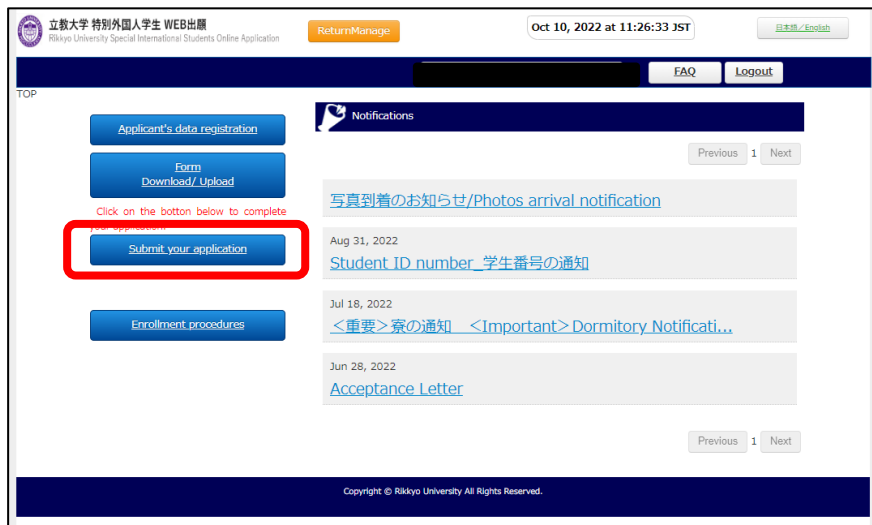 立教大学 特別外国人学生 WEB出願
Rikkyo University Special International Students Online Application
ReturnManage
Oct 10, 2022 at 11:26:33 JST
日本語／English
FAQ
Logout
TOP
Applicant's data registration
Form
Download/ Upload
Click on the botton below to complete
your application.
Submit your application
Enrollment procedures
Notifications
Previous 1 Next
写真到着のお知らせ/Photos arrival notification
Aug 31, 2022
Student ID number_学生番号の通知
Jul 18, 2022
＜重要＞寮の通知　＜Important＞Dormitory Notificati...
Jun 28, 2022
Acceptance Letter
Previous 1 Next
Copyright © Rikkyo University All Rights Reserved.